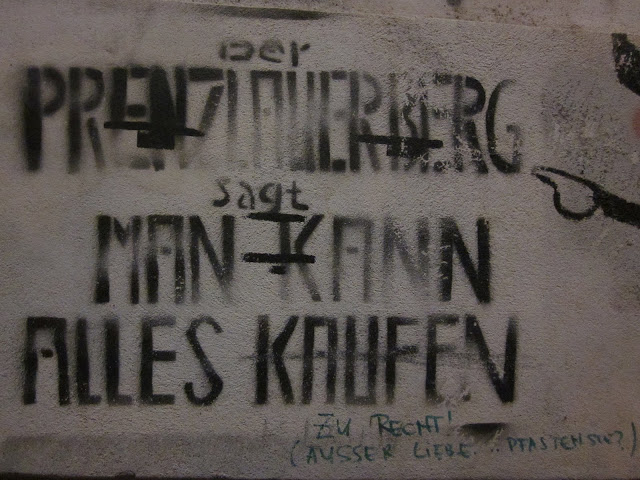 Der
PRENZLAUERBERG
sagt
MAN KANN
ALLES KAUFEN
ZU RECHT!
(AUSSER LIEBE...